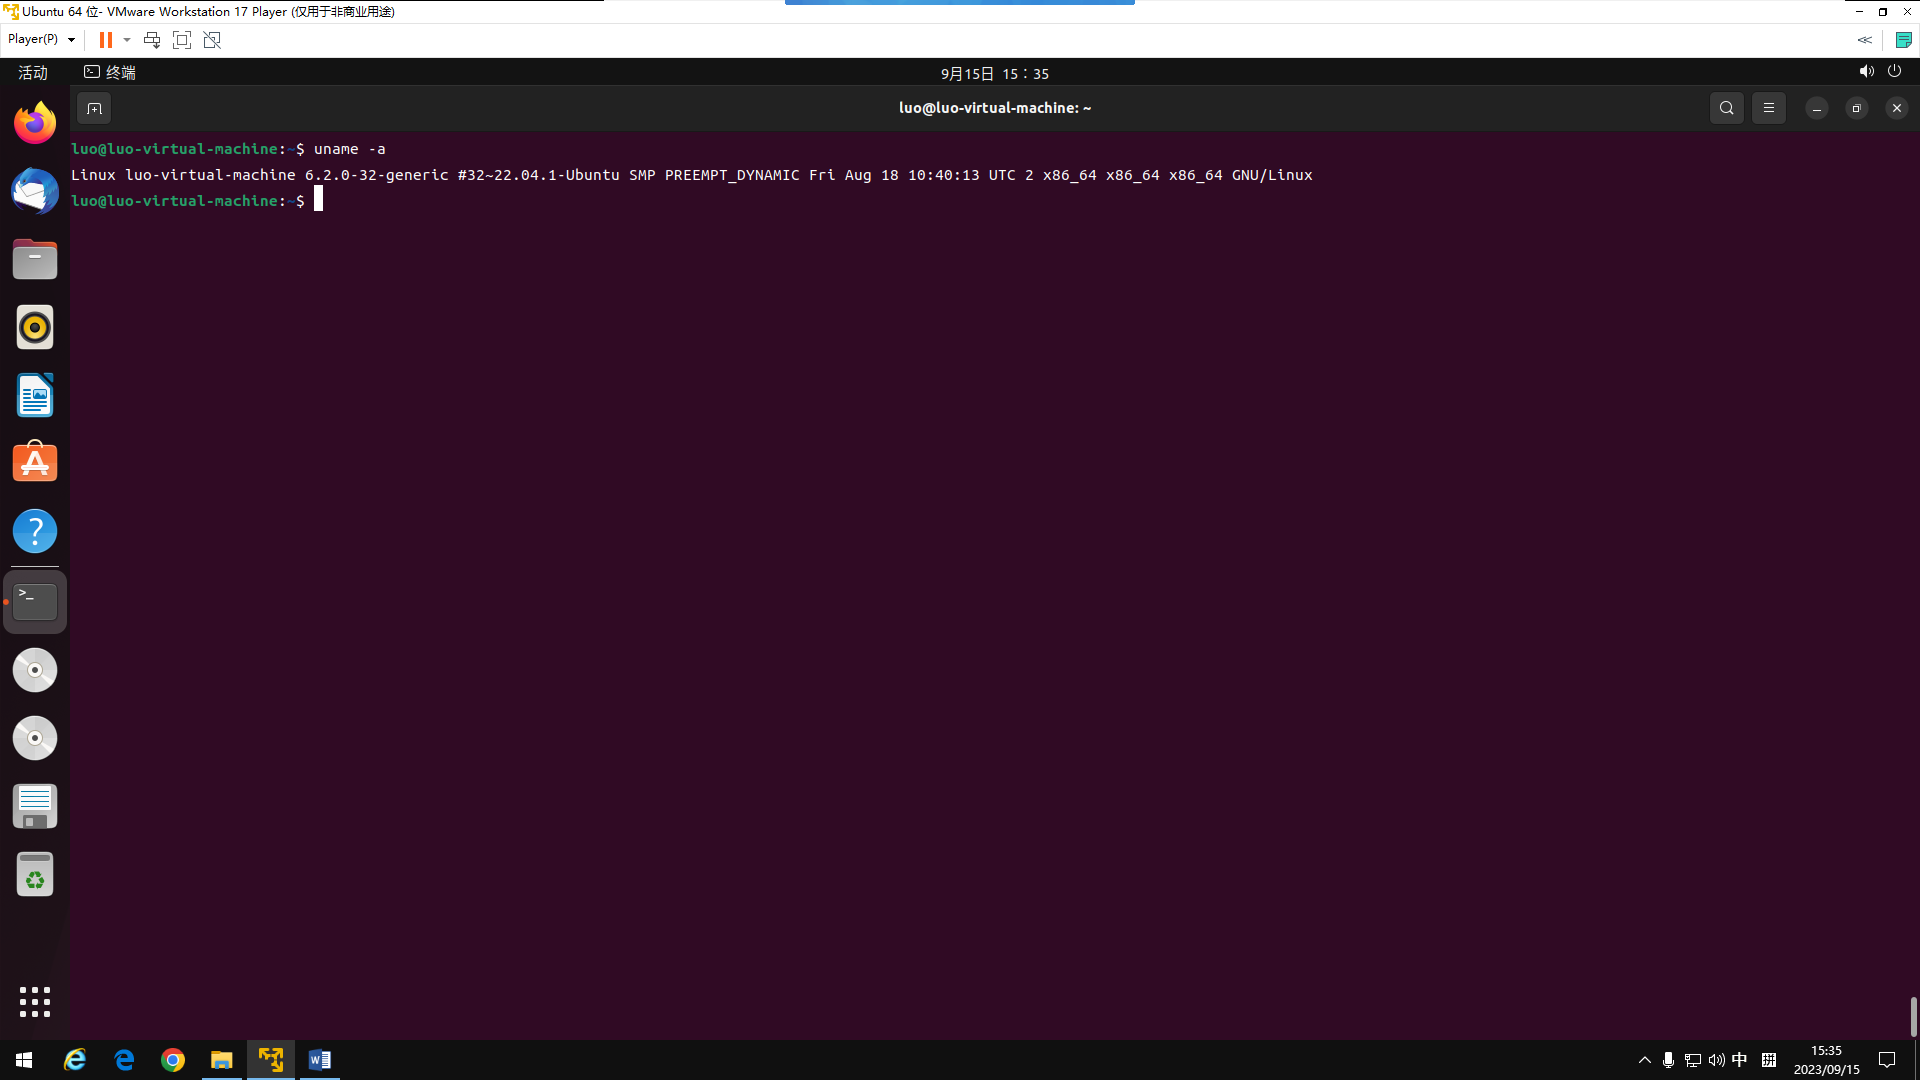 Ubuntu 64 位- VMware Workstation 17 Player (仅用于非商业用途)
Player(P)
活动
终端
9月15日 15：35
luo@luo-virtual-machine: ~
luo@luo-virtual-machine:~$ uname -a
Linux luo-virtual-machine 6.2.0-32-generic #32~22.04.1-Ubuntu SMP PREEMPT_DYNAMIC Fri Aug 18 10:40:13 UTC 2 x86_64 x86_64 x86_64 GNU/Linux
luo@luo-virtual-machine:~$
中
拼
15:35
2023/09/15